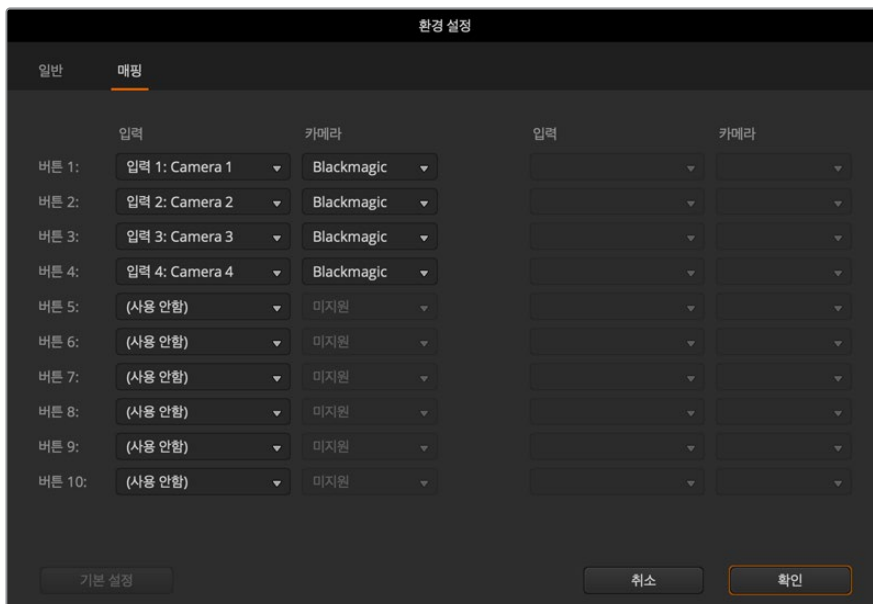 환경 설정
일반 매핑
입력 카메라 입력 카메라
버튼 1: 입력 1: Camera 1 Blackmagic
버튼 2: 입력 2: Camera 2 Blackmagic
버튼 3: 입력 3: Camera 3 Blackmagic
버튼 4: 입력 4: Camera 4 Blackmagic
버튼 5: (사용 안함) 미지원
버튼 6: (사용 안함) 미지원
버튼 7: (사용 안함) 미지원
버튼 8: (사용 안함) 미지원
버튼 9: (사용 안함) 미지원
버튼 10: (사용 안함) 미지원
기본 설정 취소 확인